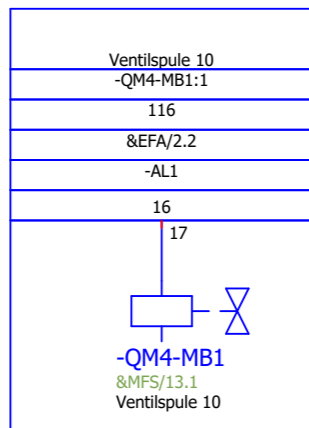 Ventilspule 10
-QM4-MB1:1
116
&EFA/2.2
-AL1
16
17
-QM4-MB1
&MFS/13.1
Ventilspule 10